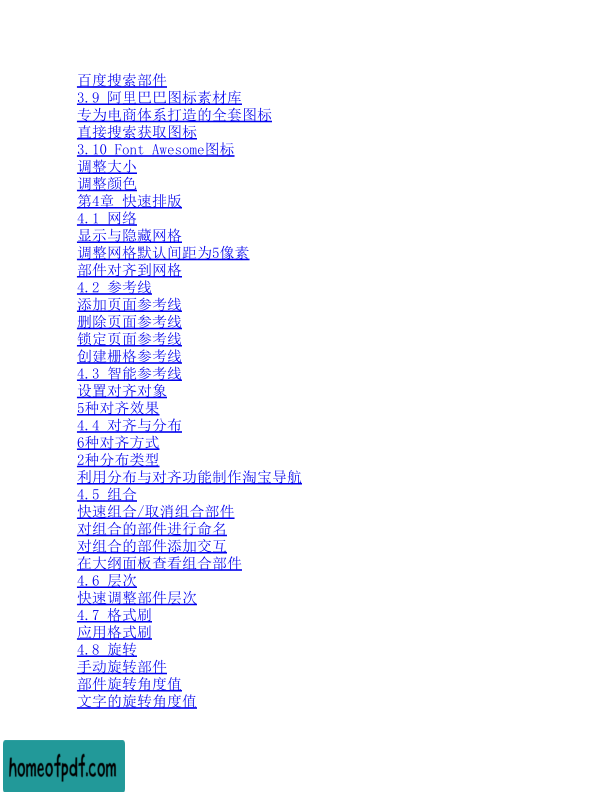 百度搜索部件
3.9 阿里巴巴图标素材库
专为电商体系打造的全套图标
直接搜索获取图标
3.10 Font Awesome图标
调整大小
调整颜色
第4章 快速排版
4.1 网络
显示与隐藏网格
调整网格默认间距为5像素
部件对齐到网格
4.2 参考线
添加页面参考线
删除页面参考线
锁定页面参考线
创建栅格参考线
4.3 智能参考线
设置对齐对象
5种对齐效果
4.4 对齐与分布
6种对齐方式
2种分布类型
利用分布与对齐功能制作淘宝导航
4.5 组合
快速组合/取消组合部件
对组合的部件进行命名
对组合的部件添加交互
在大纲面板查看组合部件
4.6 层次
快速调整部件层次
4.7 格式刷
应用格式刷
4.8 旋转
手动旋转部件
部件旋转角度值
文字的旋转角度值
homeofpdf.com